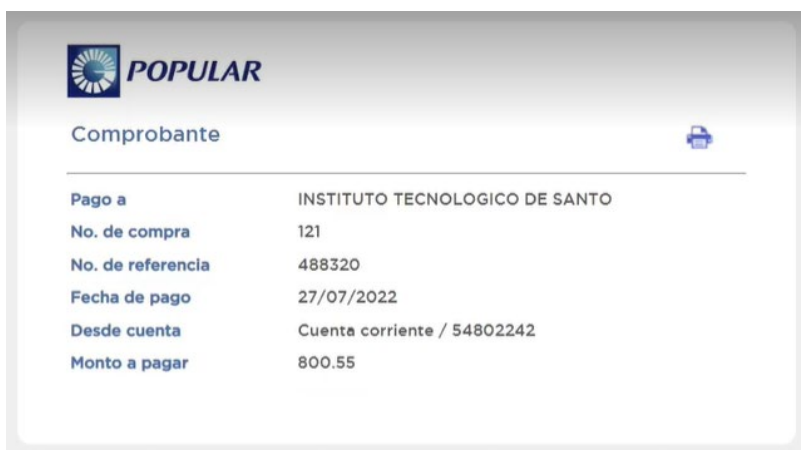 POPULAR
Comprobante
Pago a INSTITUTO TECNOLOGICO DE SANTO
No. de compra 121
No. de referencia 488320
Fecha de pago 27/07/2022
Desde cuenta Cuenta corriente / 54802242
Monto a pagar 800.55